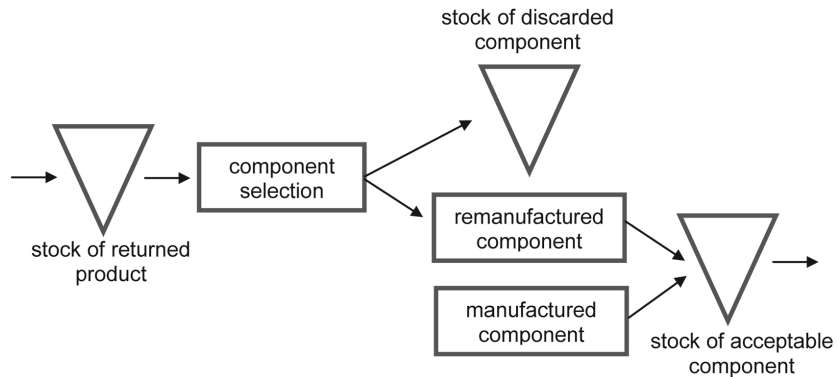 stock of discarded
component
component
selection
stock of returned
product
remanufactured
component
manufactured
component
stock of acceptable
component